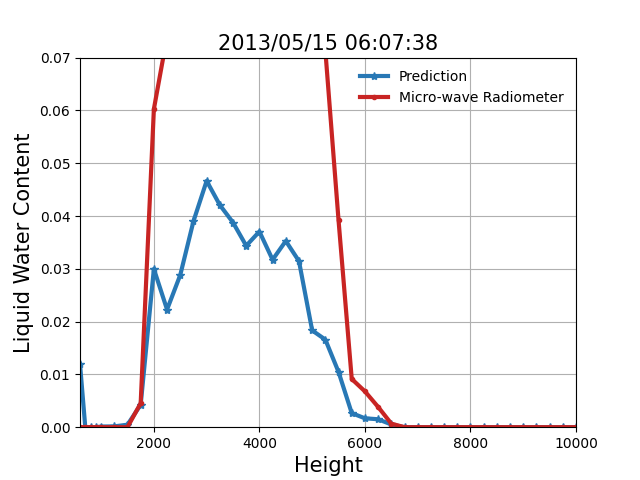 2013/05/15 06:07:38
Prediction
Micro-wave Radiometer
0.07
0.06
0.05
0.04
0.03
0.02
0.01
0.00
Liquid Water Content
2000 4000 6000 8000 10000
Height